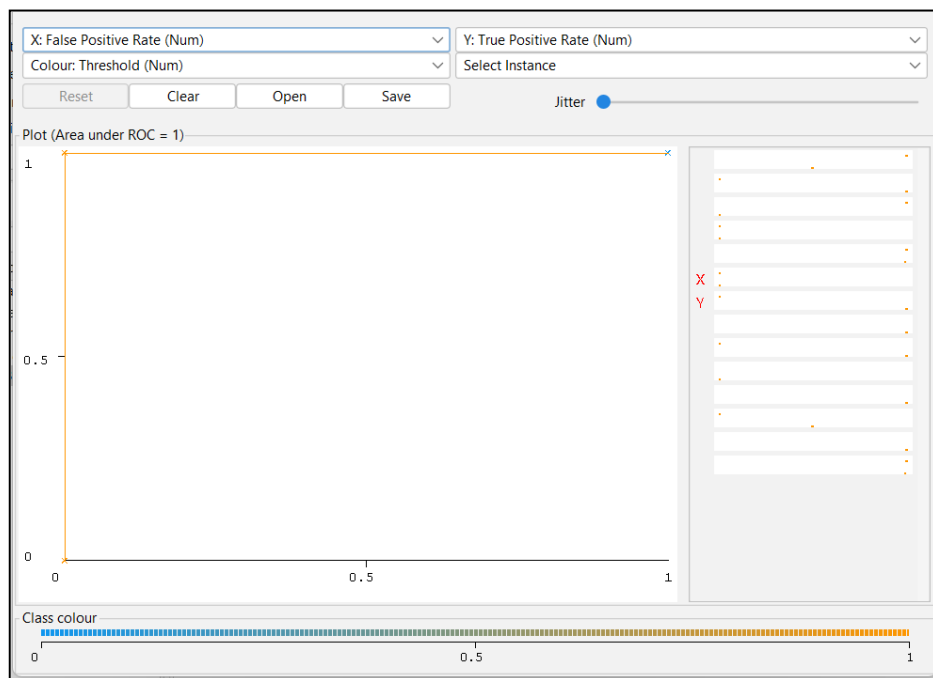 X: False Positive Rate (Num) Y: True Positive Rate (Num)
Colour: Threshold (Num) Select Instance
Reset Clear Open Save Jitter
Plot (Area under ROC = 1)
1
X
Y
0.5
0
0 0.5 1
Class colour
0 0.5 1